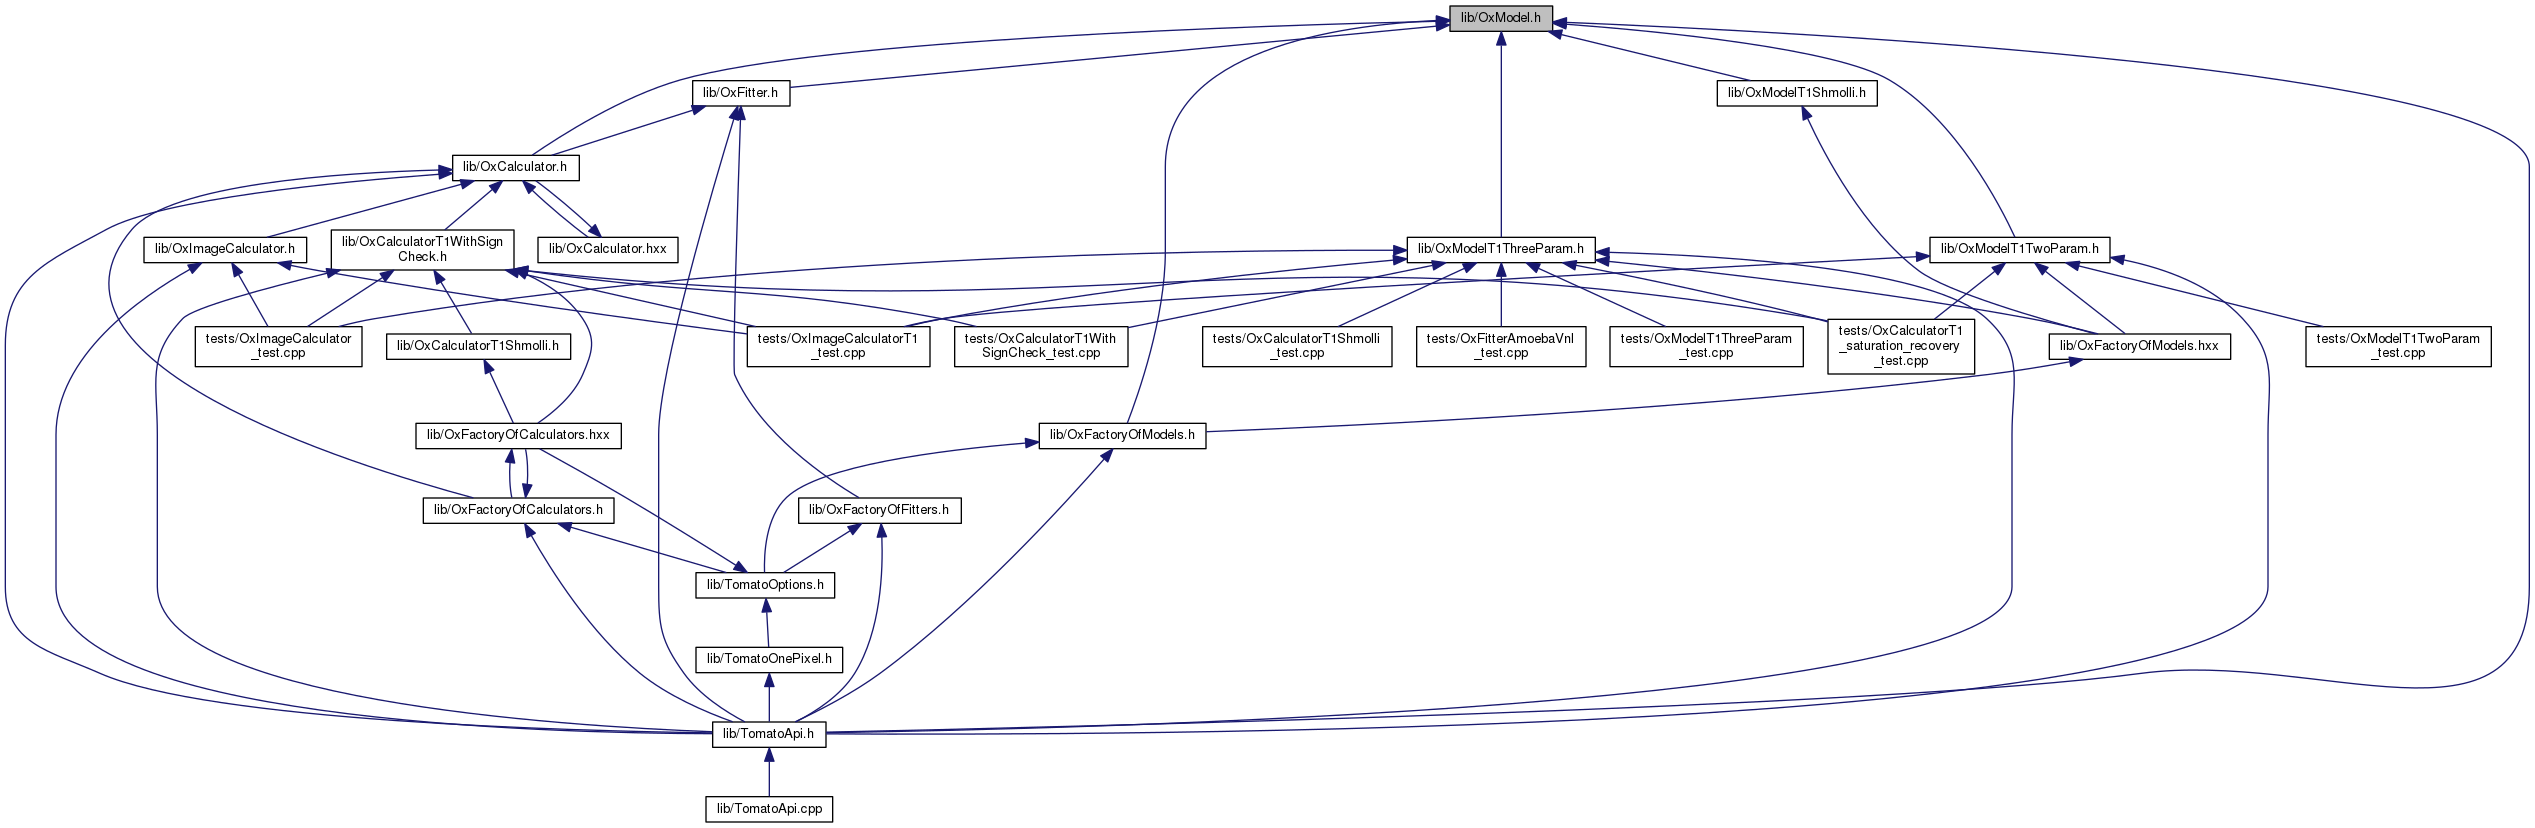 lib/OxModel.h
lib/OxFitter.h
lib/OxModelT1Shmolli.h
lib/OxCalculator.h
lib/OxImageCalculator.h
lib/OxCalculatorT1WithSign
Check.h
lib/OxCalculator.hxx
lib/OxModelT1ThreeParam.h
lib/OxModelT1TwoParam.h
tests/OxImageCalculator
_test.cpp
lib/OxCalculatorT1Shmolli.h
tests/OxImageCalculatorT1
_test.cpp
tests/OxCalculatorT1With
SignCheck_test.cpp
tests/OxCalculatorT1Shmolli
_test.cpp
tests/OxFitterAmoebaVnl
_test.cpp
tests/OxModelT1ThreeParam
_test.cpp
tests/OxCalculatorT1
_saturation_recovery
_test.cpp
lib/OxFactoryOfModels.hxx
tests/OxModelT1TwoParam
_test.cpp
lib/OxFactoryOfCalculators.hxx
lib/OxFactoryOfModels.h
lib/OxFactoryOfCalculators.h
lib/OxFactoryOfFitters.h
lib/TomatoOptions.h
lib/TomatoOnePixel.h
lib/TomatoApi.h
lib/TomatoApi.cpp